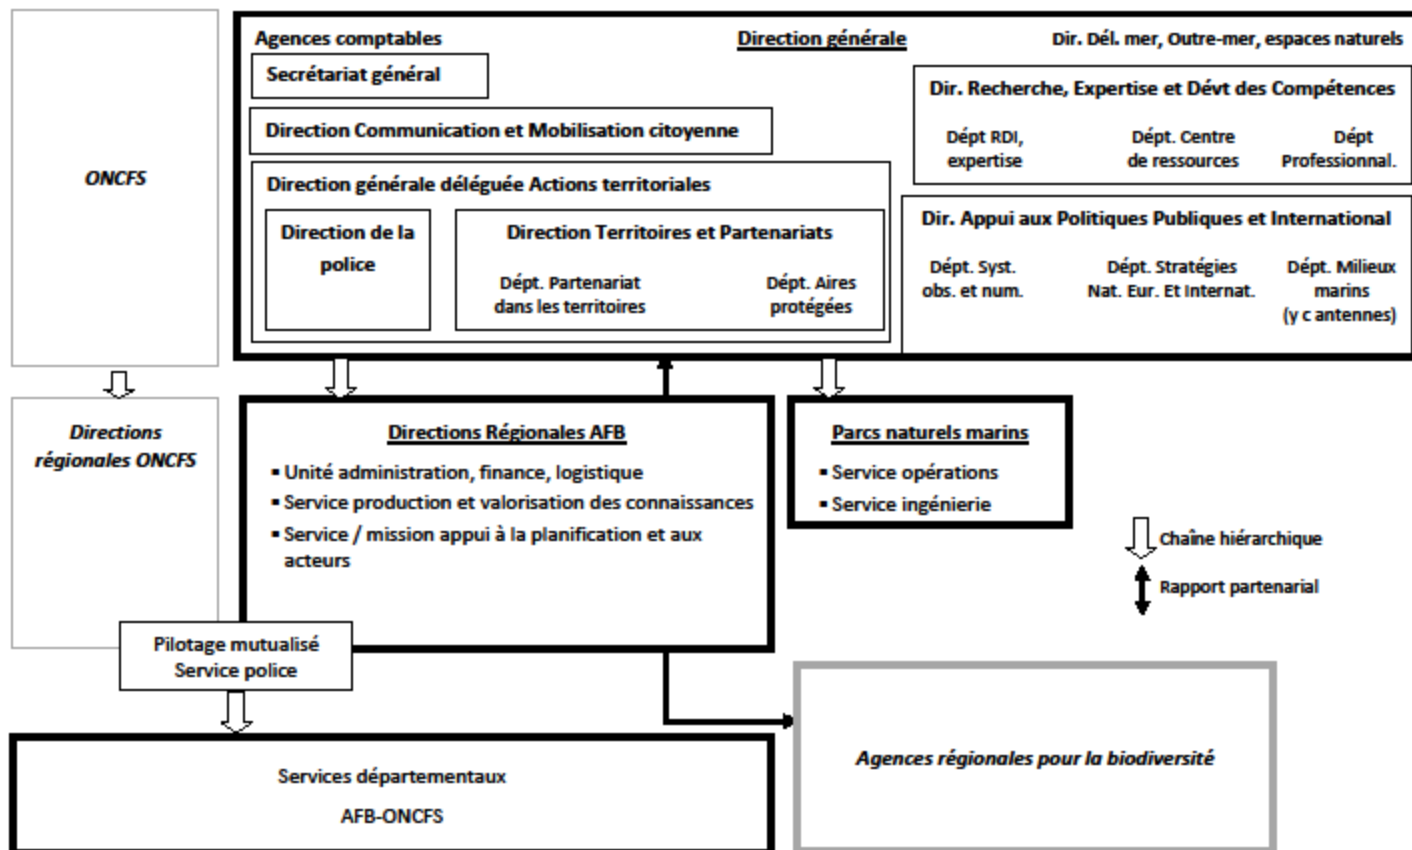 ONCFS
Agences comptables
Direction générale
Dir. Dél. mer, Outre-mer, espaces naturels
Secrétariat général
Direction Communication et Mobilisation citoyenne
Direction générale déléguée Actions territoriales
Direction de la
police
Direction Territoires et Partenariats
Dépt. Partenariat
dans les territoires
Dépt. Aires
protégées
Dir. Recherche, Expertise et Dévt des Compétences
Dépt RDI,
expertise
Dépt. Centre
de ressources
Dépt
Professionnal.
Dir. Appui aux Politiques Publiques et International
Dépt. Syst.
obs. et num.
Dépt. Stratégies
Nat. Eur. Et Internat.
Dépt. Milieux
marins
(y c antennes)
Directions
régionales ONCFS
Directions Régionales AFB
▪ Unité administration, finance, logistique
▪ Service production et valorisation des connaissances
▪ Service / mission appui à la planification et aux
acteurs
Parcs naturels marins
▪ Service opérations
▪ Service ingénierie
Chaîne hiérarchique
Rapport partenarial
Pilotage mutualisé
Service police
Services départementaux
AFB-ONCFS
Agences régionales pour la biodiversité